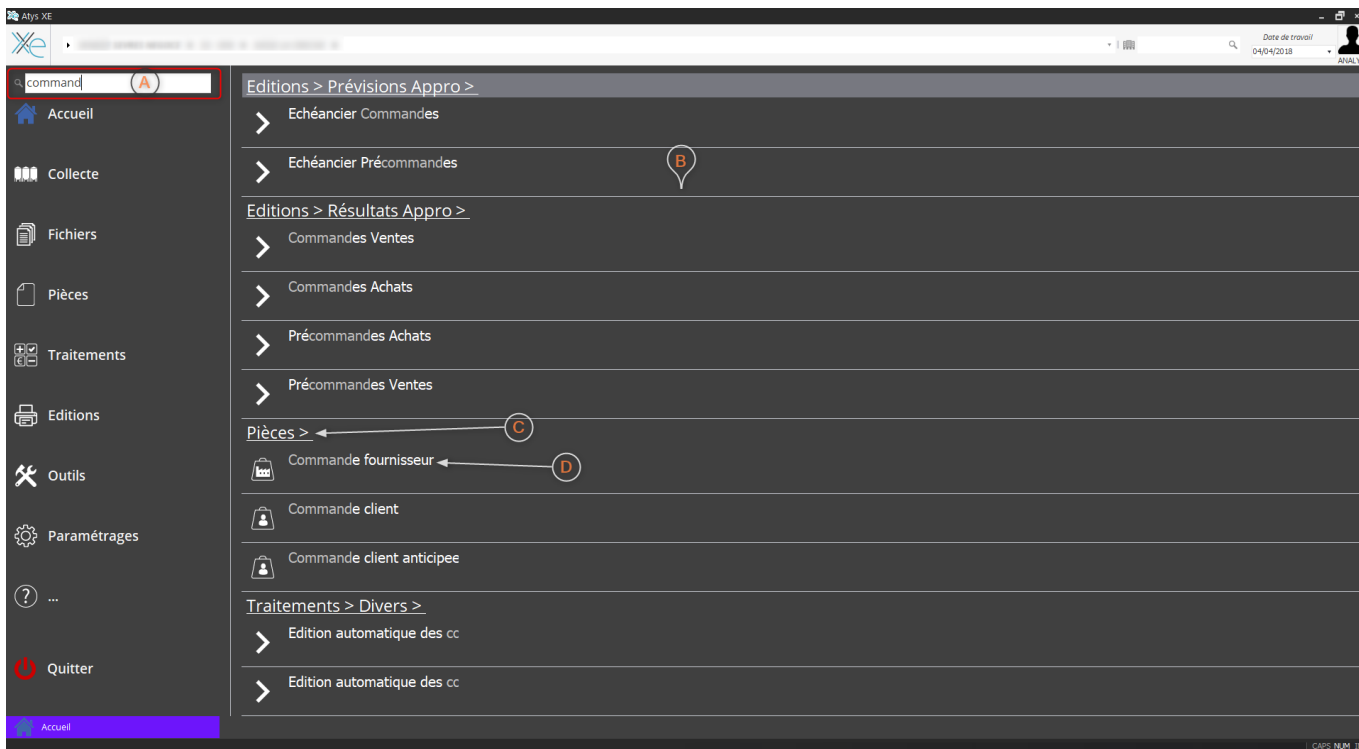 Atys XE
Xe
Date de travail
04/04/2018
ANALY
command
A
Accueil
Collecte
Fichiers
Pièces
Traitements
Editions
Outils
Paramétrages
...
Quitter
Accueil
Editions > Prévisions Appro >
Echéancier Commandes
Echéancier Précommandes
B
Editions > Résultats Appro >
Commandes Ventes
Commandes Achats
Précommandes Achats
Précommandes Ventes
Pièces >
C
Commande fournisseur
D
Commande client
Commande client anticipee
Traitements > Divers >
Edition automatique des cc
Edition automatique des cc
CAPS NUM